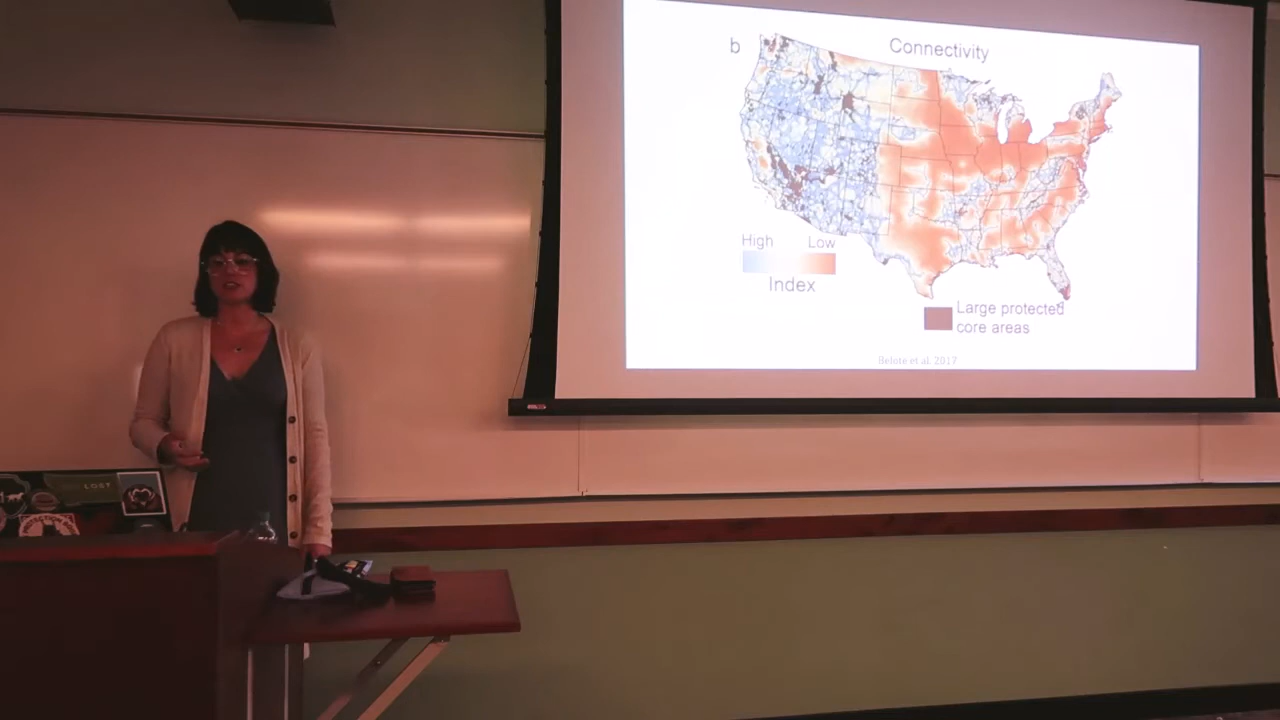 b
Connectivity
High Low
Index
Large protected
core areas
Belote et al. 2017
LOST